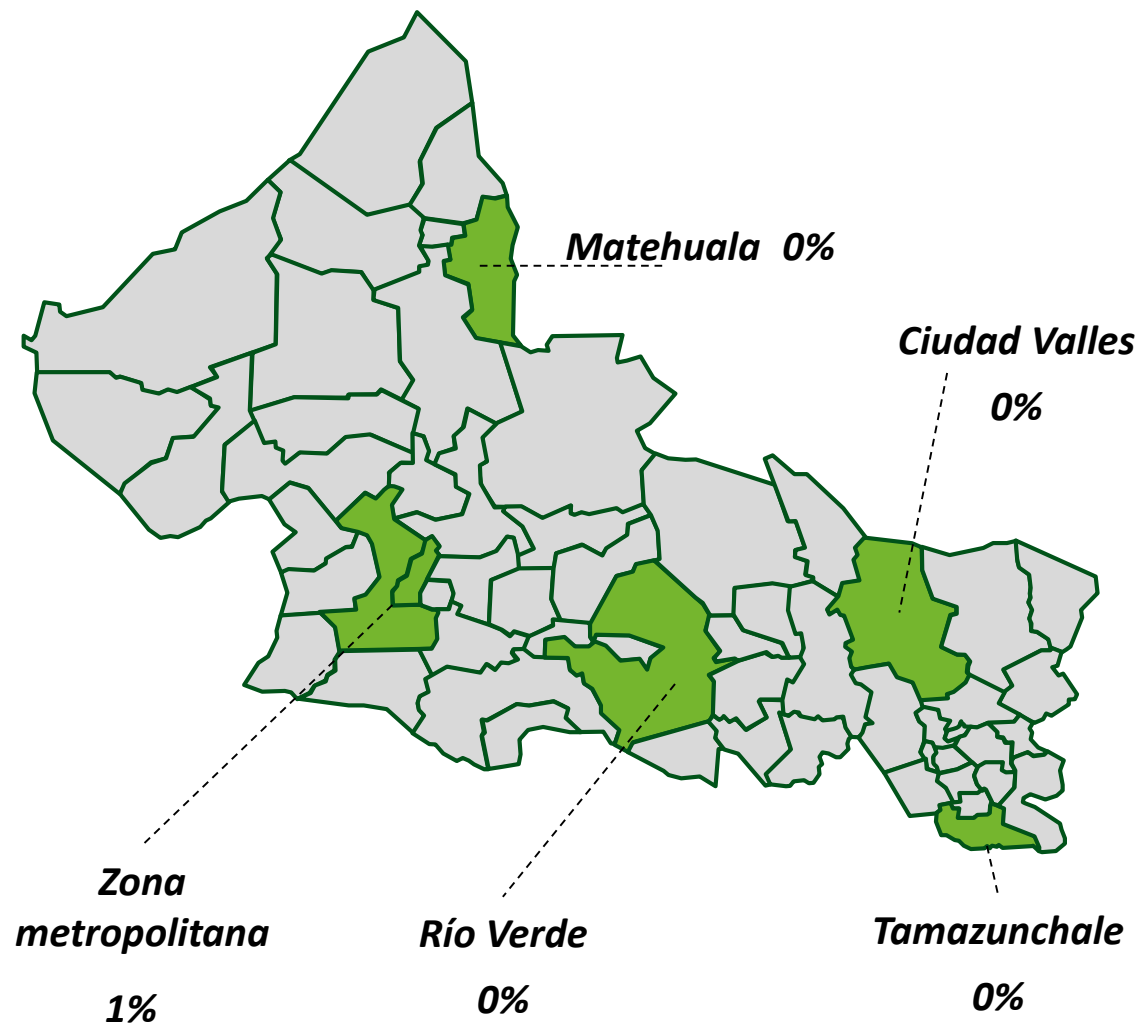 Matehuala 0%
Ciudad Valles
0%
Zona
metropolitana
1%
Río Verde
0%
Tamazunchale
0%